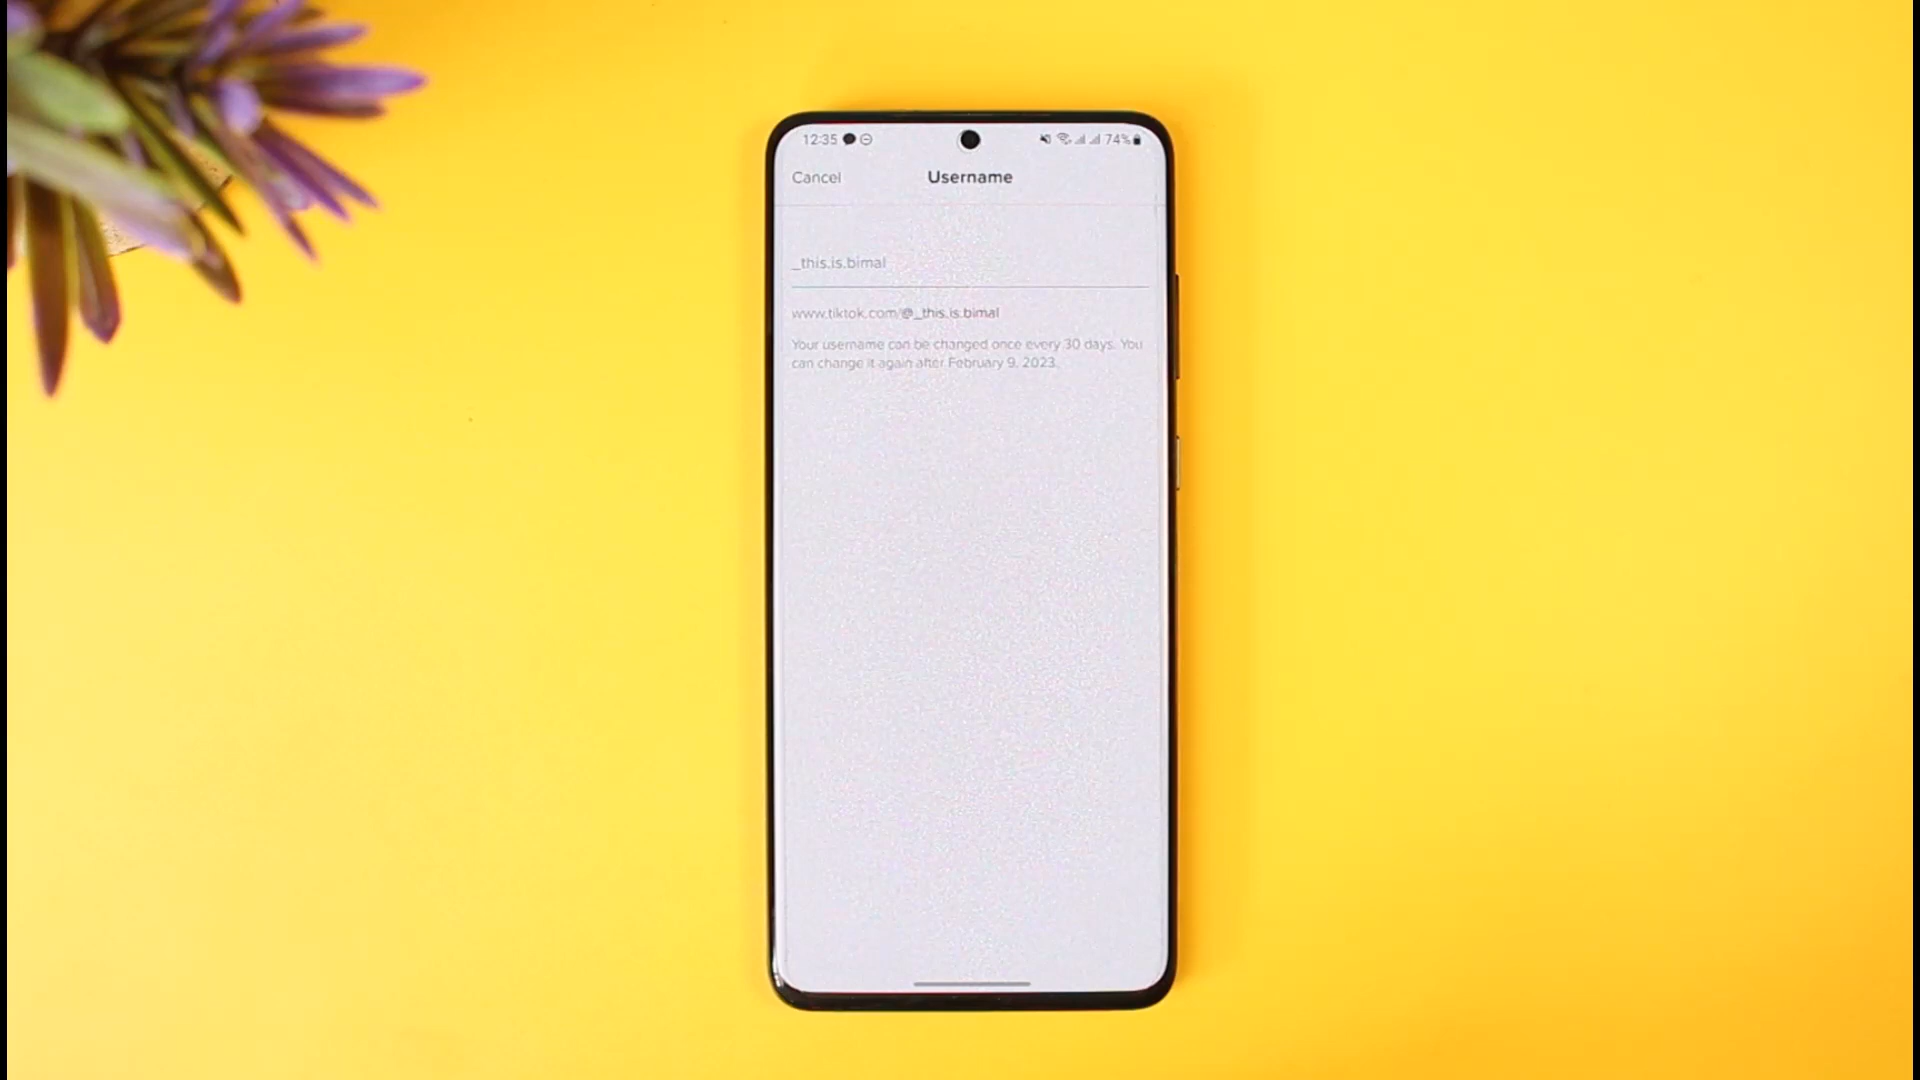 12:35 74%
Cancel Username
_this.is.bimal
www.tiktok.com/@_this.is.bimal
Your username can be changed once every 30 days. You
can change it again after February 9, 2023.